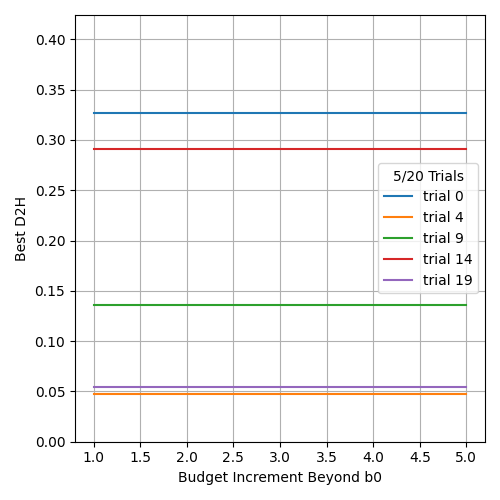 0.40
0.35
0.30
0.25
0.20
0.15
0.10
0.05
0.00
Best D2H
5/20 Trials
trial 0
trial 4
trial 9
trial 14
trial 19
1.0 1.5 2.0 2.5 3.0 3.5 4.0 4.5 5.0
Budget Increment Beyond b0